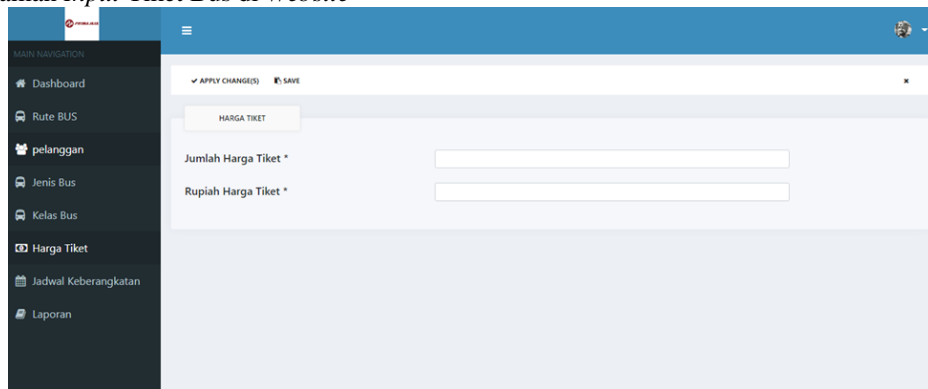 Input Tiket Bus di Website
MAIN NAVIGATION
Dashboard
Rute BUS
pelanggan
Jenis Bus
Kelas Bus
Harga Tiket
Jadwal Keberangkatan
Laporan
APPLY CHANGE(S) SAVE
HARGA TIKET
Jumlah Harga Tiket *
Rupiah Harga Tiket *